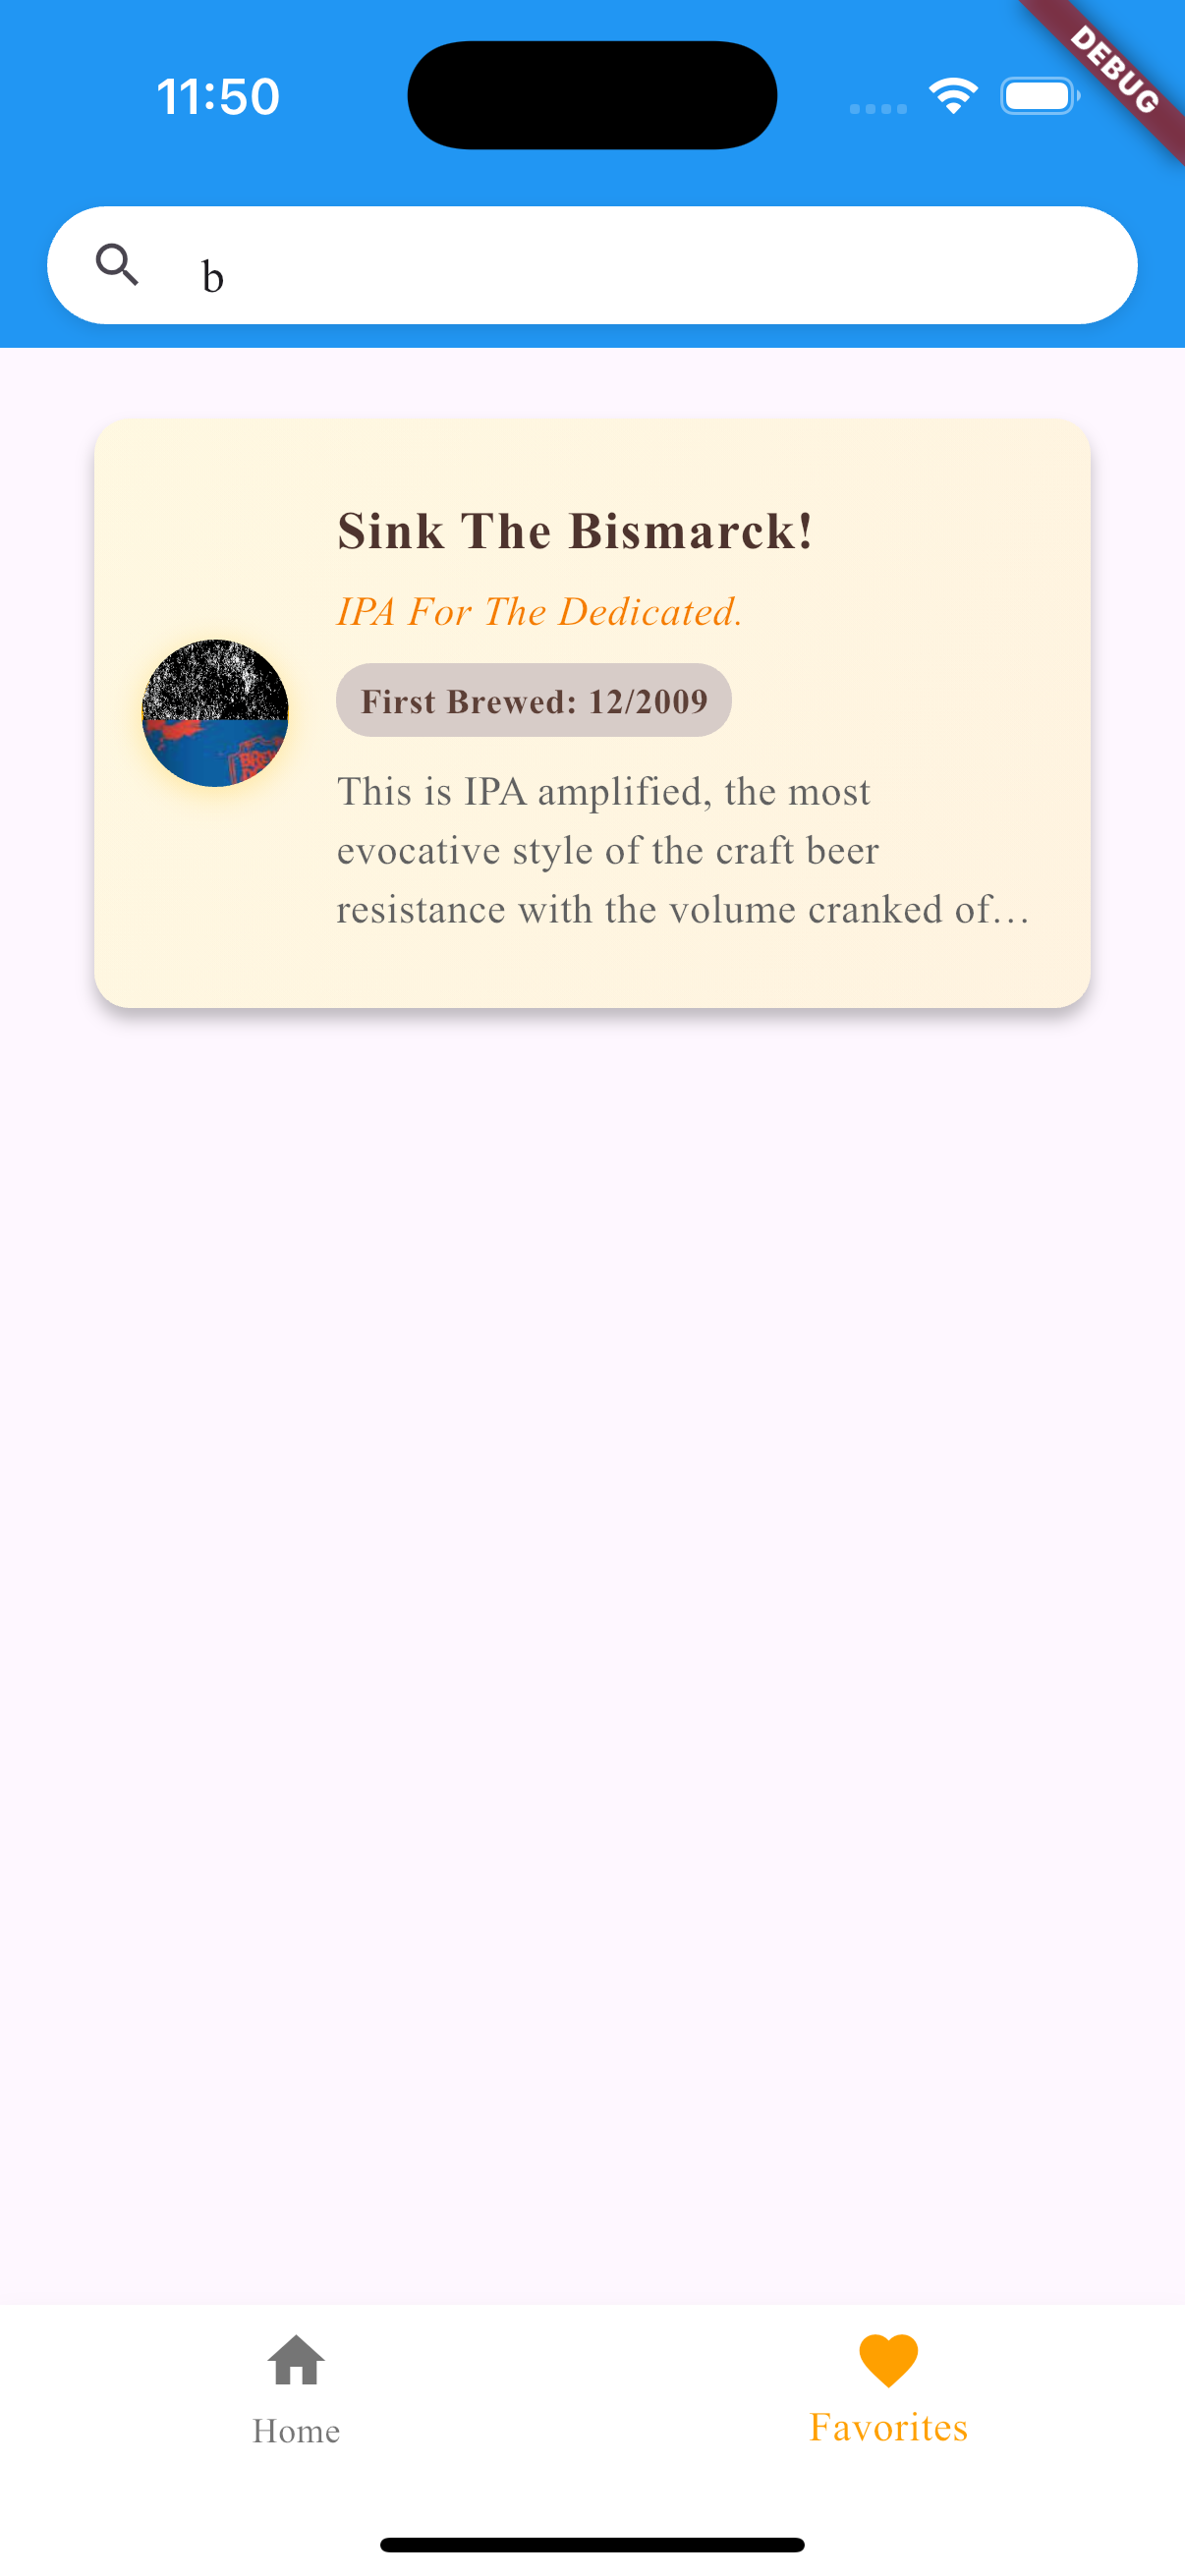 11:50
DEBUG
b
Sink The Bismarck!
IPA For The Dedicated.
First Brewed: 12/2009
This is IPA amplified, the most
evocative style of the craft beer
resistance with the volume cranked of…
Home
Favorites